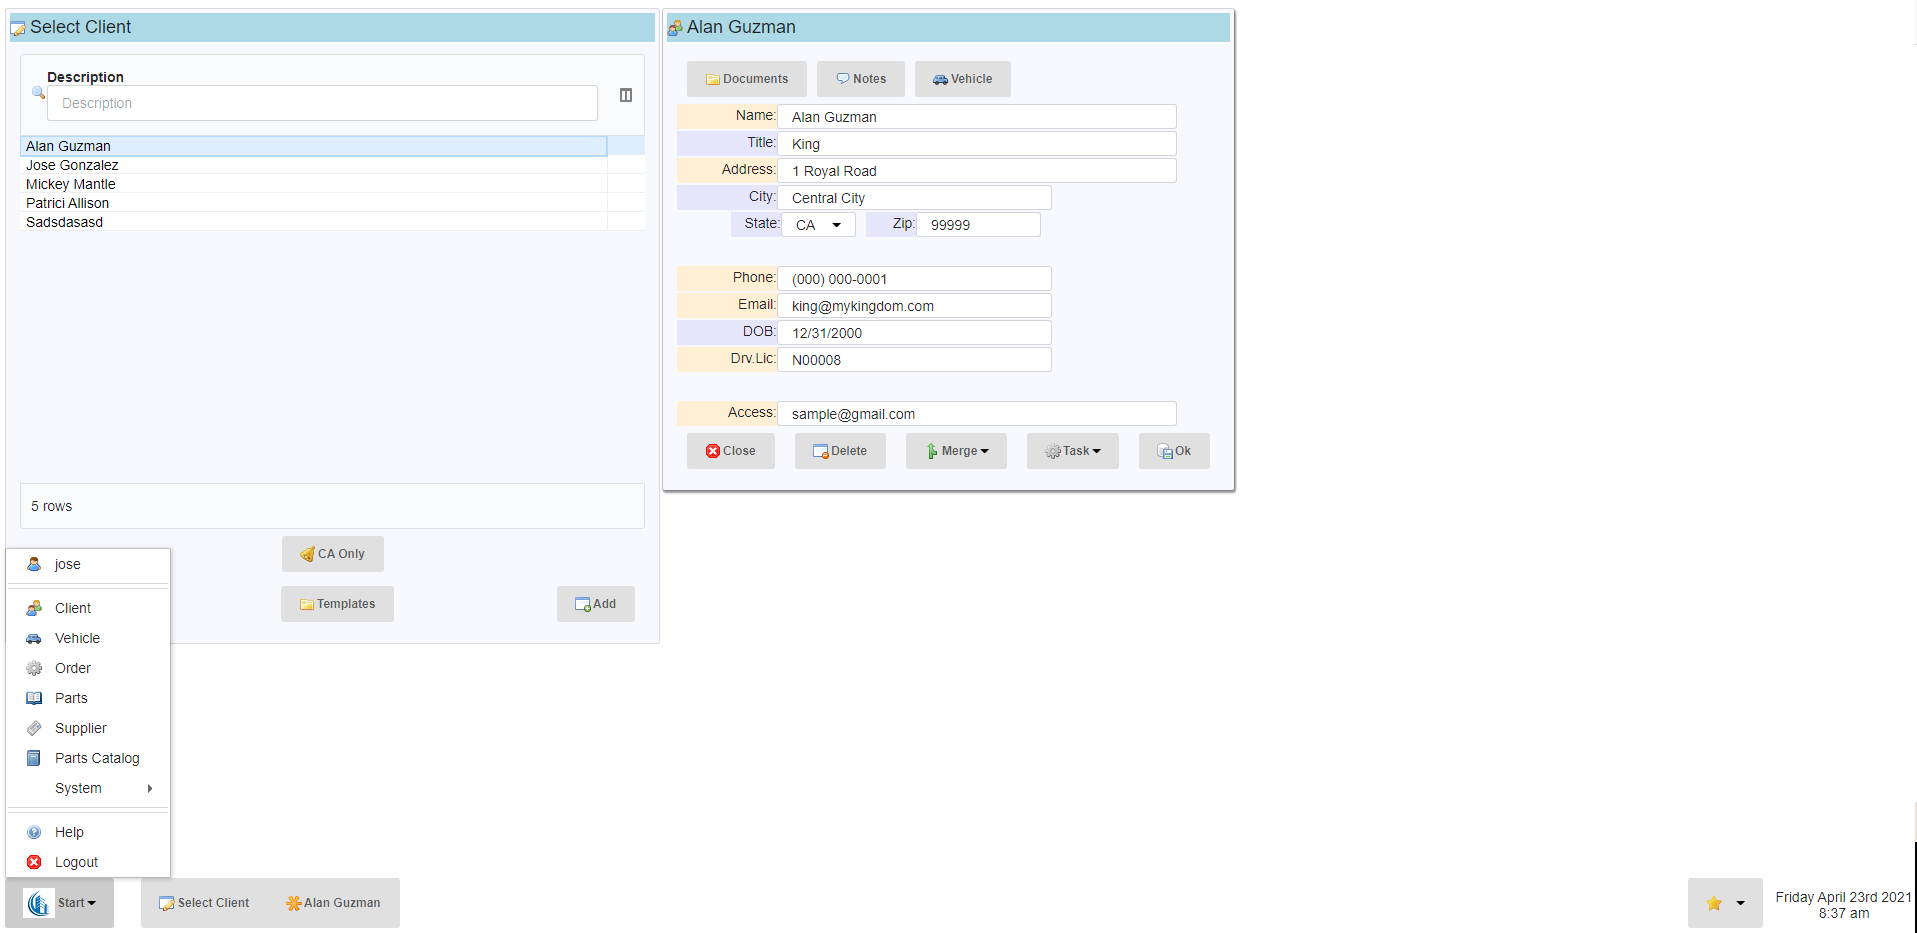 Select Client
Description
Description
Alan Guzman
Jose Gonzalez
Mickey Mantle
Patrici Allison
Sadsdasasd
5 rows
CA Only
Templates
Add
Alan Guzman
Documents Notes Vehicle
Name: Alan Guzman
Title: King
Address: 1 Royal Road
City: Central City
State: CA Zip: 99999
Phone: (000) 000-0001
Email: king@mykingdom.com
DOB: 12/31/2000
Drv.Lic: N00008
Access: sample@gmail.com
Close Delete Merge Task Ok
jose
Client
Vehicle
Order
Parts
Supplier
Parts Catalog
System
Help
Logout
Start Select Client Alan Guzman
Friday April 23rd 2021
8:37 am